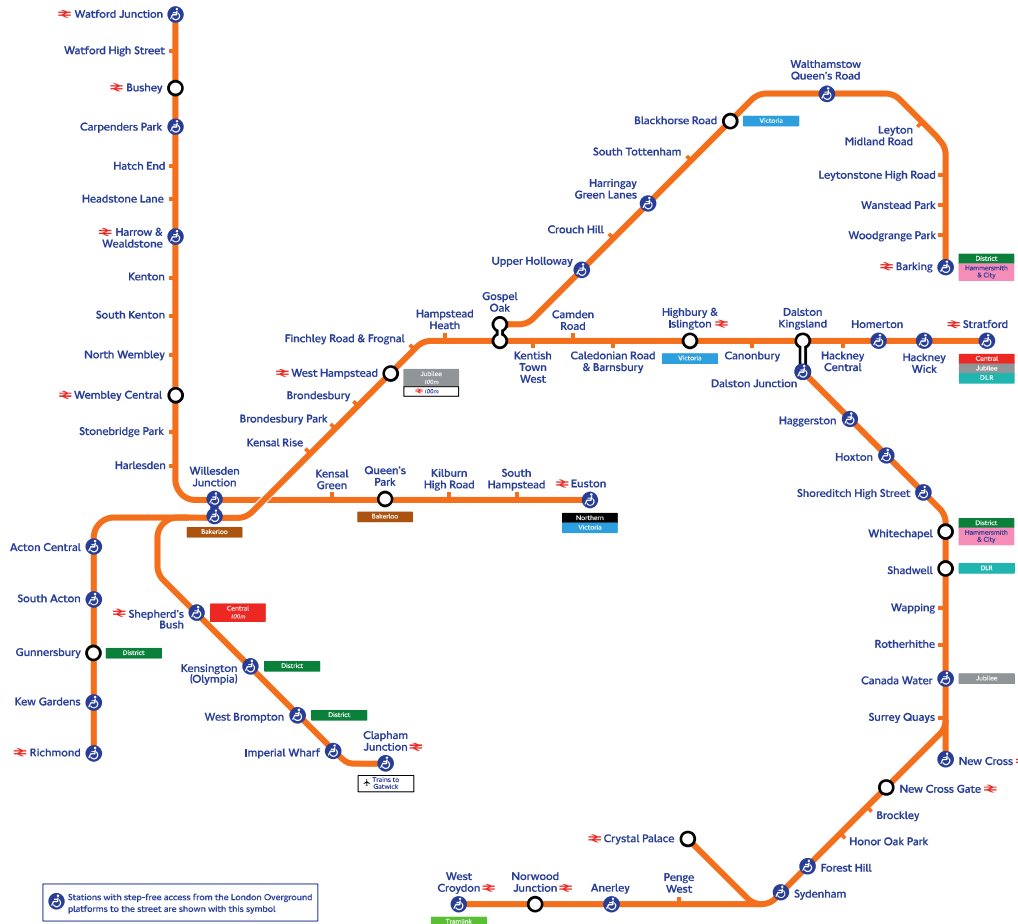 Watford Junction
Watford High Street
Bushey
Carpenders Park
Hatch End
Headstone Lane
Harrow &
Wealdstone
Kenton
South Kenton
North Wembley
Wembley Central
Stonebridge Park
Harlesden
Willesden
Junction
Bakerloo
Kensal
Green
Queen's
Park
Bakerloo
Kilburn
High Road
South
Hampstead
Euston
Northern
Victoria
Walthamstow
Queen's Road
Blackhorse Road
Victoria
South Tottenham
Harringay
Green Lanes
Crouch Hill
Upper Holloway
Gospel
Oak
Leyton
Midland Road
Leytonstone High Road
Wanstead Park
Woodgrange Park
Barking
District
Hammersmith
& City
Hampstead
Heath
Finchley Road & Frognal
West Hampstead
Jubilee
100m
100m
Brondesbury
Brondesbury Park
Kensal Rise
Kentish
Town
West
Camden
Road
Caledonian Road
& Barnsbury
Highbury &
Islington
Victoria
Canonbury
Dalston
Kingsland
Dalston Junction
Hackney
Central
Homerton
Hackney
Wick
Stratford
Central
Jubilee
DLR
Haggerston
Hoxton
Shoreditch High Street
Whitechapel
District
Hammersmith
& City
Shadwell
DLR
Wapping
Rotherhithe
Canada Water
Jubilee
Surrey Quays
New Cross
New Cross Gate
Brockley
Honor Oak Park
Forest Hill
Sydenham
Crystal Palace
Penge
West
Anerley
Norwood
Junction
West
Croydon
Tramlink
Acton Central
South Acton
Gunnersbury
District
Kew Gardens
Richmond
Shepherd's
Bush
Central
100m
Kensington
(Olympia)
District
West Brompton
District
Imperial Wharf
Clapham
Junction
Trains to
Gatwick
Stations with step-free access from the London Overground
platforms to the street are shown with this symbol